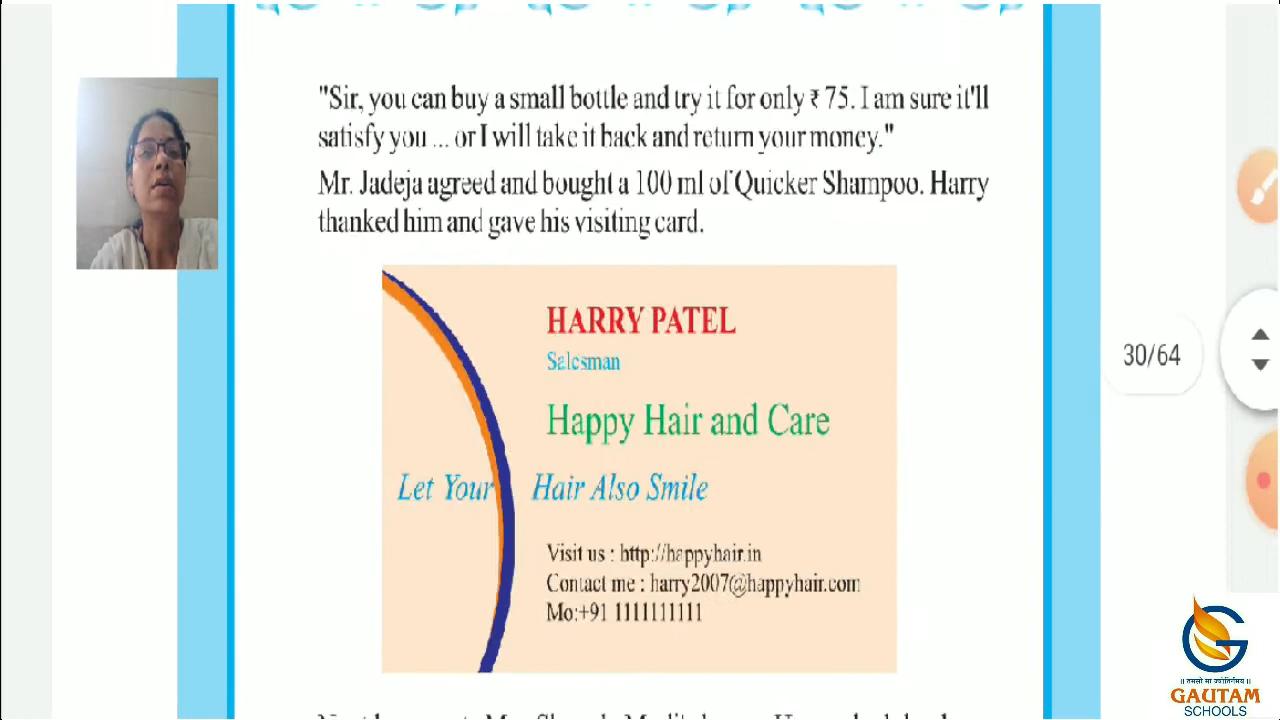 "Sir, you can buy a small bottle and try it for only ₹ 75. I am sure it'll
satisfy you ... or I will take it back and return your money."
Mr. Jadeja agreed and bought a 100 ml of Quicker Shampoo. Harry
thanked him and gave his visiting card.
HARRY PATEL
Salesman
Happy Hair and Care
Let Your Hair Also Smile
Visit us : http://happyhair.in
Contact me : harry2007@happyhair.com
Mo:+91 1111111111
30/64
॥ तमसो मा ज्योतिर्गमय ॥
GAUTAM
SCHOOLS